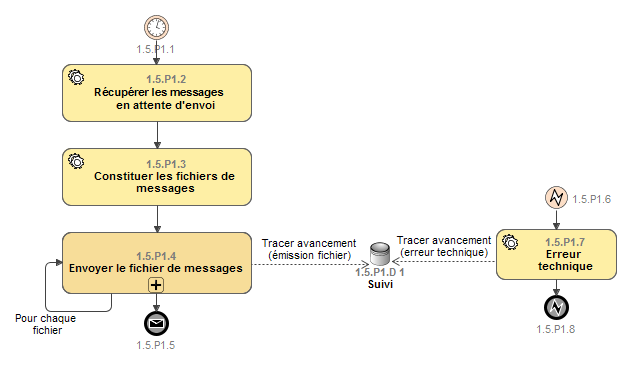 1.5.P1.1
1.5.P1.2
Récupérer les messages
en attente d'envoi
1.5.P1.3
Constituer les fichiers de
messages
1.5.P1.4
Envoyer le fichier de messages
Pour chaque
fichier
1.5.P1.5
Tracer avancement
(émission fichier)
1.5.P1.D 1
Suivi
Tracer avancement
(erreur technique)
1.5.P1.6
1.5.P1.7
Erreur
technique
1.5.P1.8